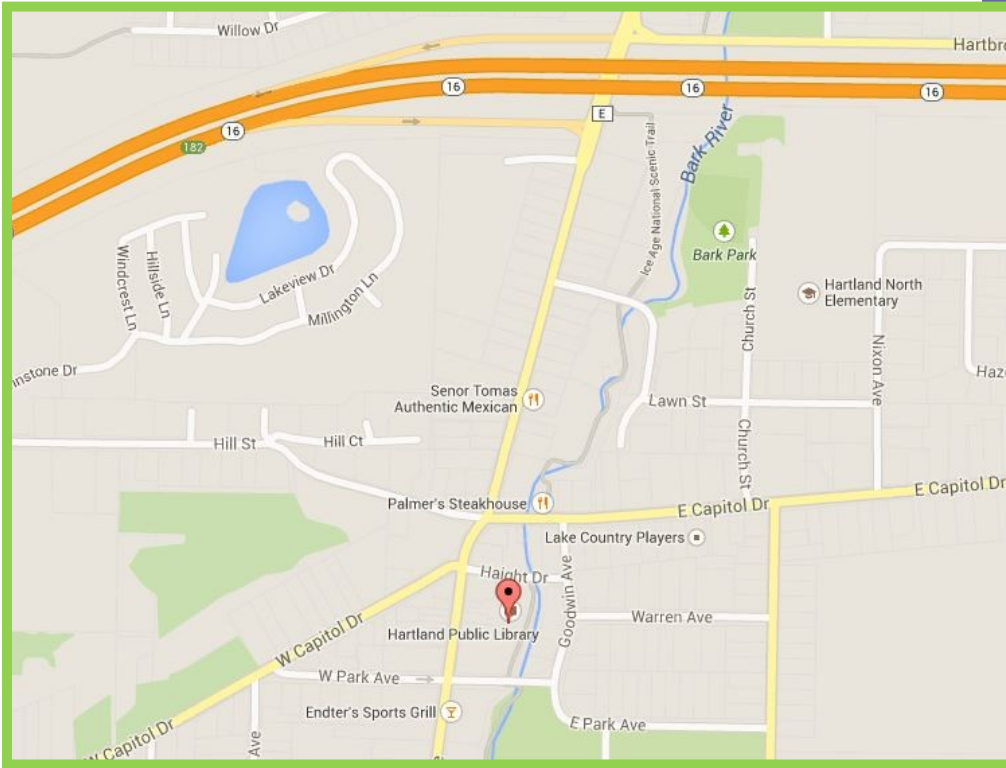 Willow Dr
Hartbro
16
16
16
E
16
182
Bark River
Ice Age National Scenic Trail
Bark Park
Windcrest Ln
Hillside Ln
Lakeview Dr
Millington Ln
Church St
Hartland North
Elementary
Nixon Ave
nstone Dr
Haze
Senor Tomas
Authentic Mexican
Lawn St
Church St
Hill St
Hill Ct
Palmer's Steakhouse
E Capitol Dr
E Capitol Dr
Lake Country Players
Haight Dr
Goodwin Ave
Hartland Public Library
Warren Ave
W Capitol Dr
W Park Ave
Endter's Sports Grill
E Park Ave
W Capitol Dr
Ave